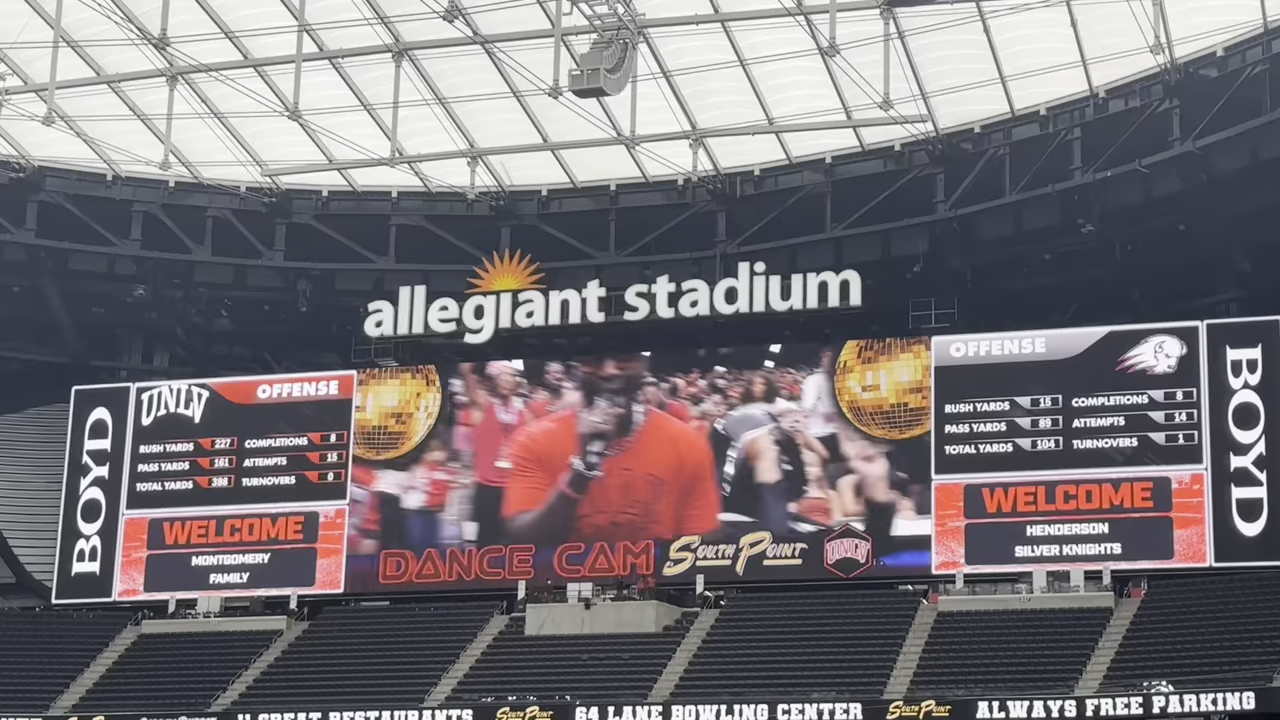 allegiant stadium
BOYD
UNLV OFFENSE
RUSH YARDS 227 COMPLETIONS 8
PASS YARDS 161 ATTEMPTS 15
TOTAL YARDS 388 TURNOVERS 0
WELCOME
MONTGOMERY
FAMILY
DANCE CAM SOUTH POINT UNLV
OFFENSE
RUSH YARDS 15 COMPLETIONS 8
PASS YARDS 89 ATTEMPTS 14
TOTAL YARDS 104 TURNOVERS 1
WELCOME
HENDERSON
SILVER KNIGHTS
BOYD
11 GREAT RESTAURANTS SOUTH POINT 64 LANE BOWLING CENTER SOUTH POINT ALWAYS FREE PARKING